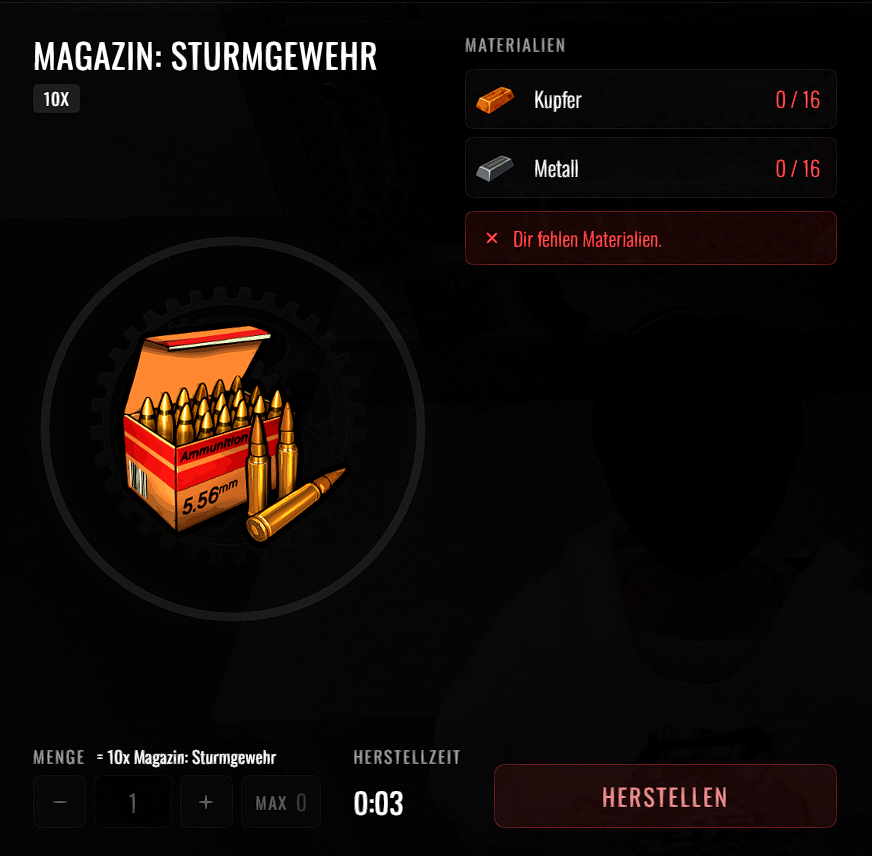 MAGAZIN: STURMGEWEHR
10X
MATERIALIEN
Kupfer 0 / 16
Metall 0 / 16
× Dir fehlen Materialien.
Ammunition
5.56mm
MENGE = 10x Magazin: Sturmgewehr
− 1 + MAX 0
HERSTELLZEIT
0:03
HERSTELLEN